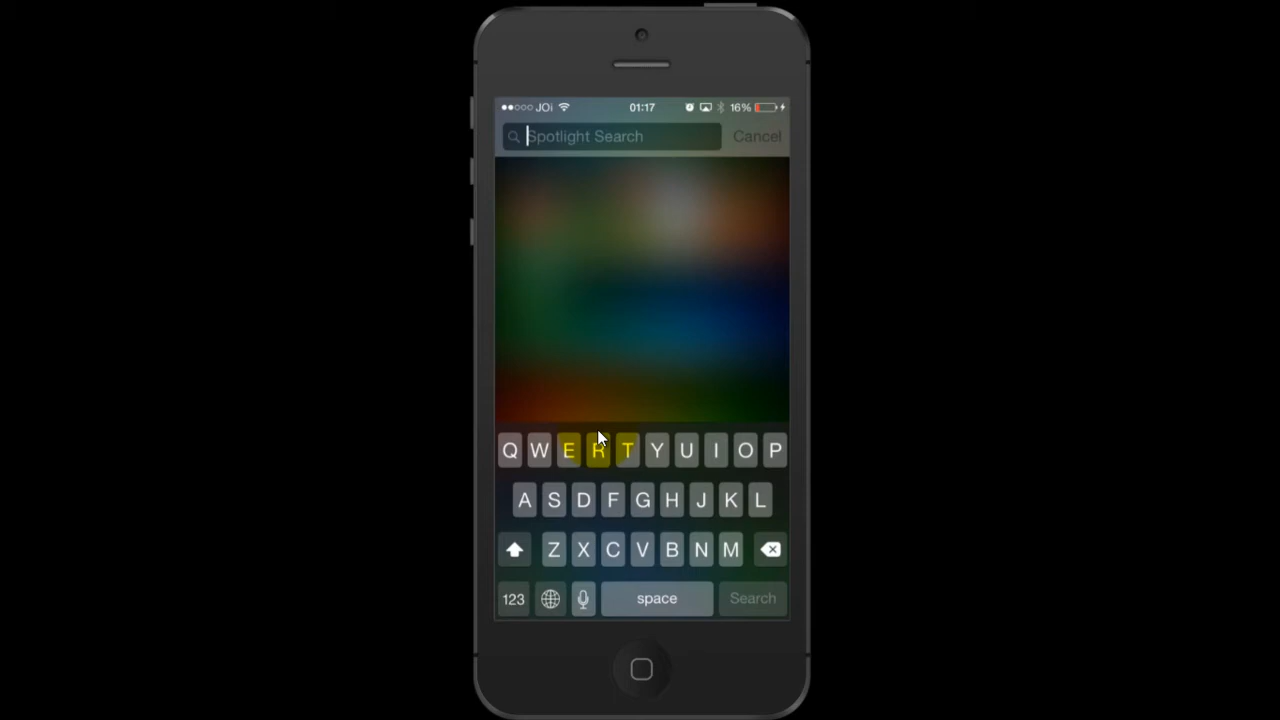 JOi 01:17 16%
Spotlight Search Cancel
Q W E R T Y U I O P
A S D F G H J K L
Z X C V B N M
123 space Search